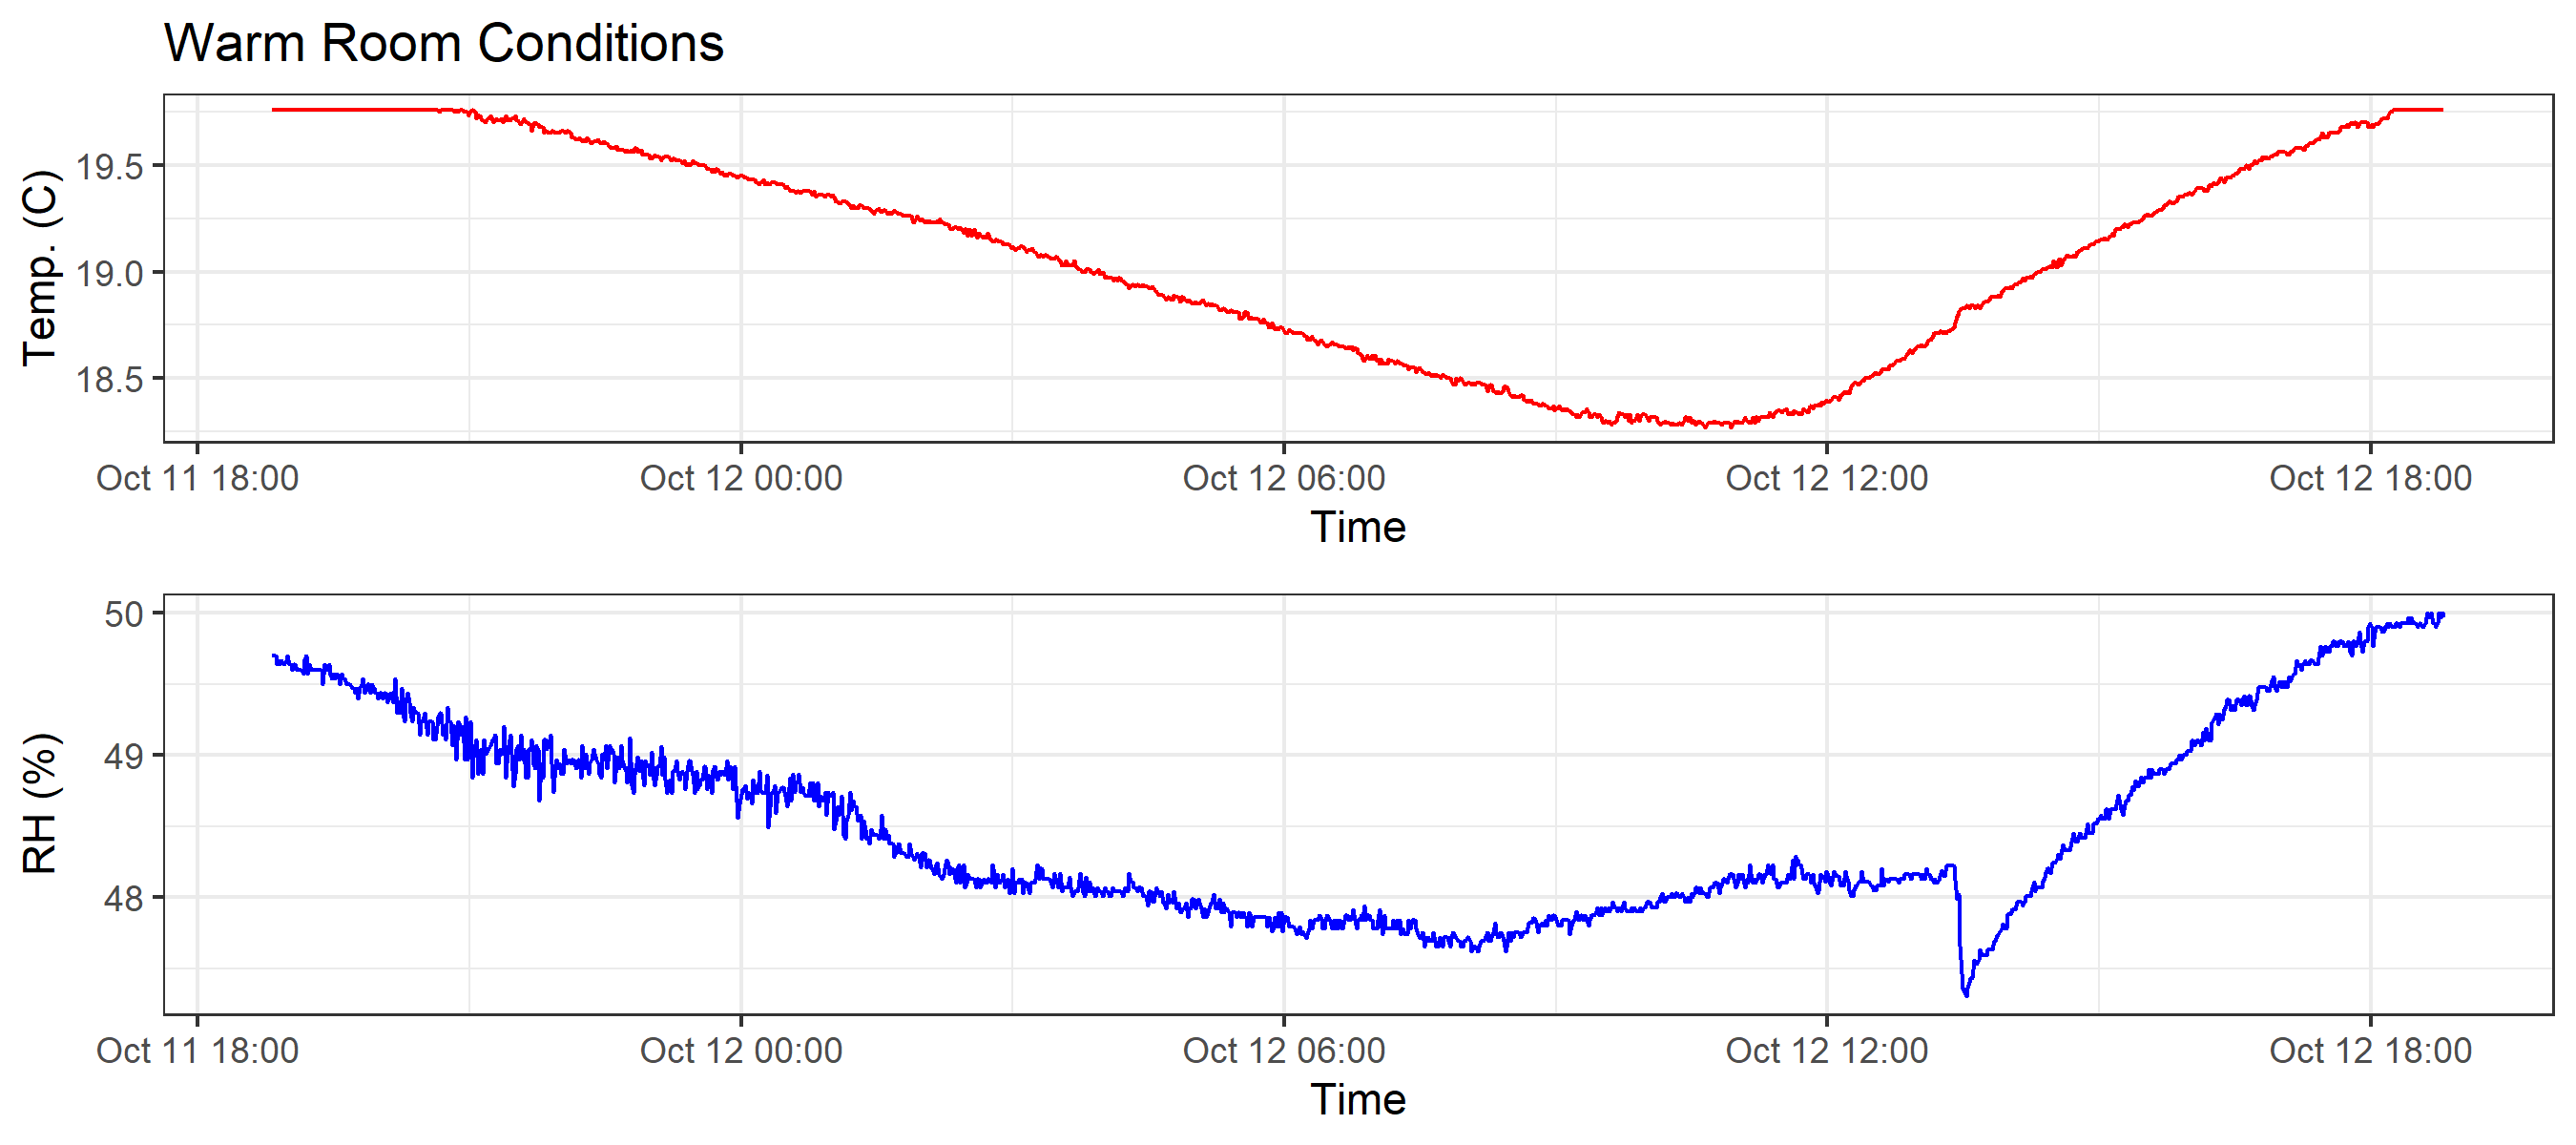 Warm Room Conditions
Temp. (C)
19.5
19.0
18.5
Oct 11 18:00 Oct 12 00:00 Oct 12 06:00 Oct 12 12:00 Oct 12 18:00
Time
RH (%)
50
49
48
Oct 11 18:00 Oct 12 00:00 Oct 12 06:00 Oct 12 12:00 Oct 12 18:00
Time